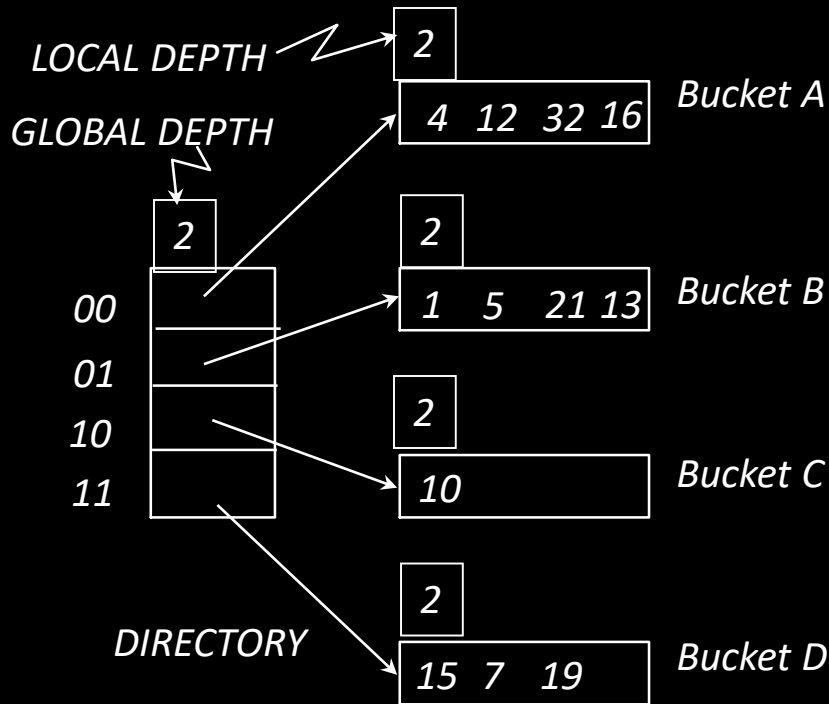 LOCAL DEPTH
2
Bucket A
4 12 32 16
GLOBAL DEPTH
2
2
Bucket B
1 5 21 13
00
01
10
11
2
Bucket C
10
2
Bucket D
15 7 19
DIRECTORY